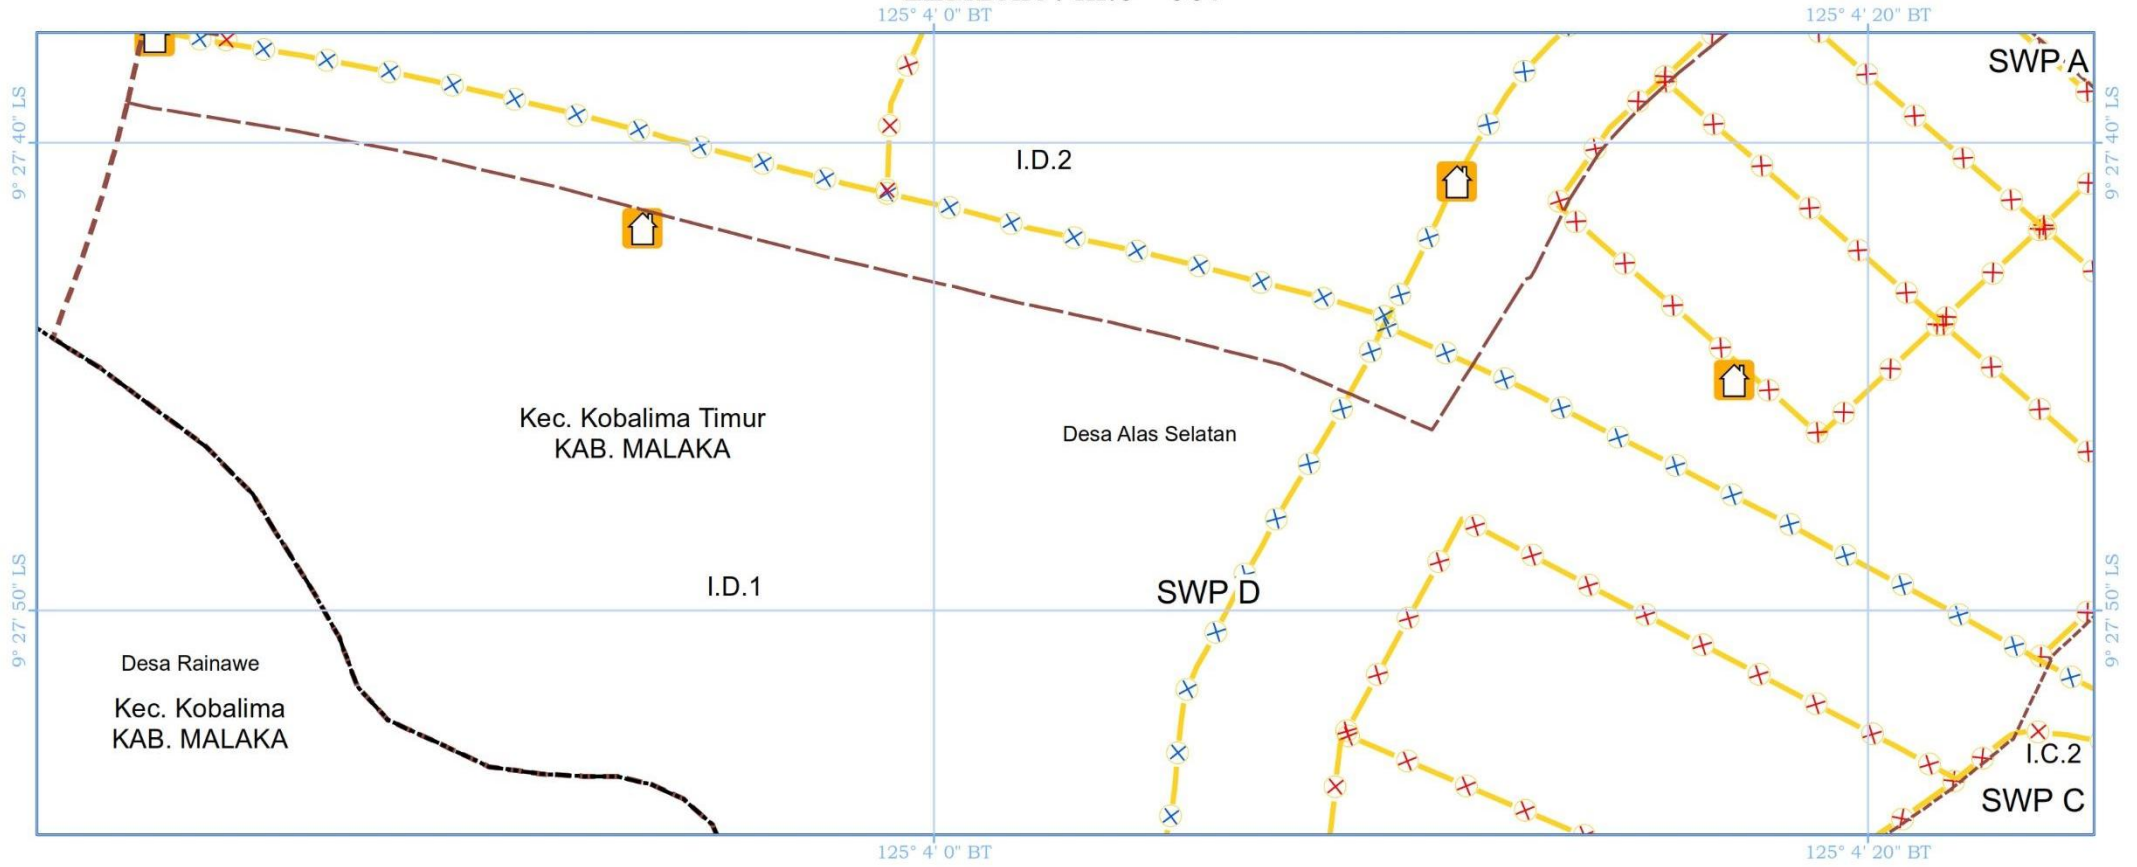 125° 4' 0" BT
125° 4' 20" BT
SWP A
9° 27' 40" LS
9° 27' 40" LS
I.D.2
Kec. Kobalima Timur
KAB. MALAKA
Desa Alas Selatan
I.D.1
SWP D
9° 27' 50" LS
9° 27' 50" LS
Desa Rainawe
Kec. Kobalima
KAB. MALAKA
I.C.2
SWP C
125° 4' 0" BT
125° 4' 20" BT